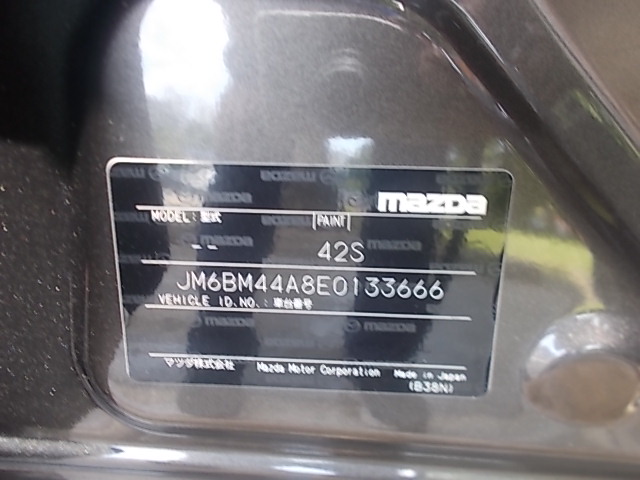 mazda
MODEL: 型式 PAINT
-- 42S
JM6BM44A8E0133666
VEHICLE ID.NO.: 車台番号
マツダ株式会社 Mazda Motor Corporation Made in Japan
(B38N)